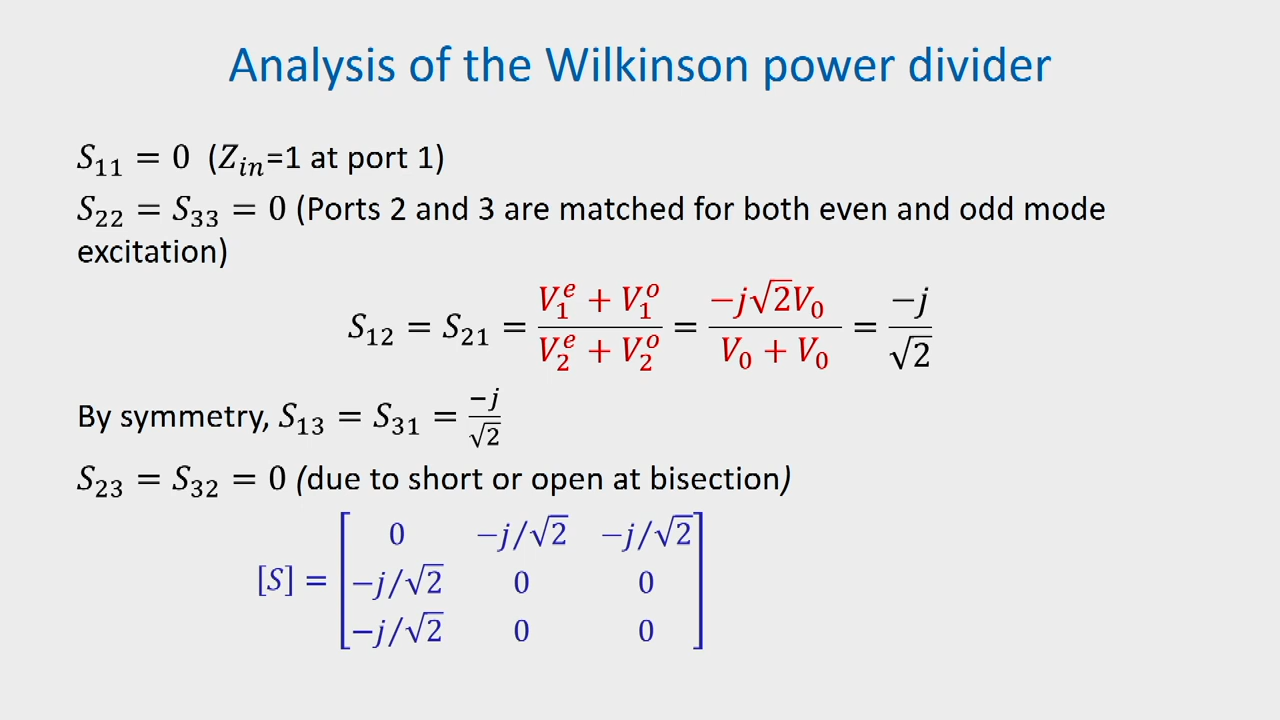 Analysis of the Wilkinson power divider
S₁₁ = 0 (Zᵢₙ=1 at port 1)
S₂₂ = S₃₃ = 0 (Ports 2 and 3 are matched for both even and odd mode
excitation)
S₁₂ = S₂₁ = (V₁ᵉ + V₁ᵒ)/(V₂ᵉ + V₂ᵒ) = (−j√2V₀)/(V₀ + V₀) = −j/√2
By symmetry, S₁₃ = S₃₁ = −j/√2
S₂₃ = S₃₂ = 0 (due to short or open at bisection)
[S] = [0 −j/√2 −j/√2
−j/√2 0 0
−j/√2 0 0]